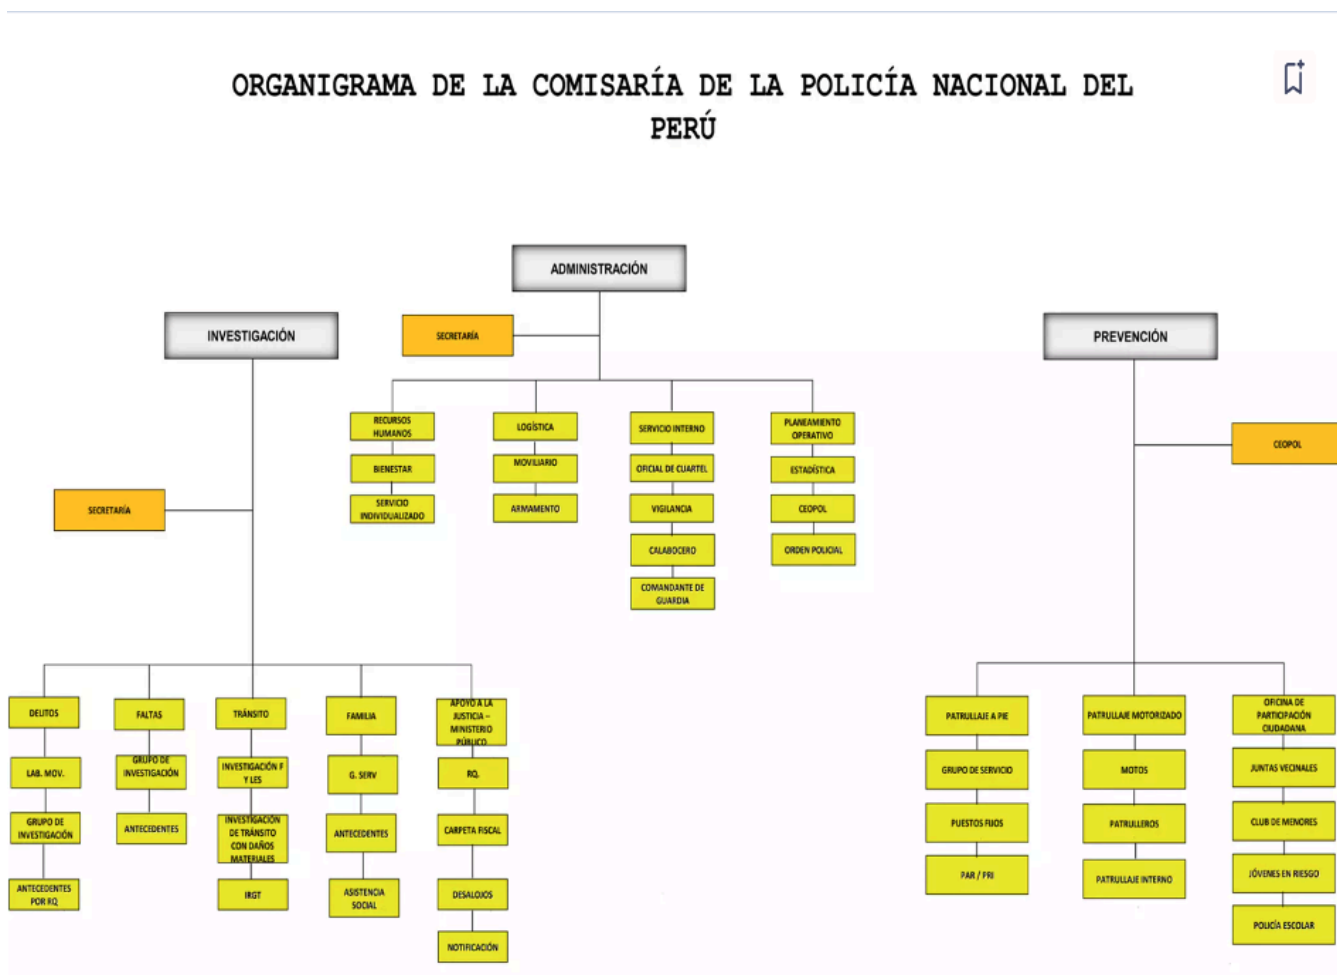 ORGANIGRAMA DE LA COMISARÍA DE LA POLICÍA NACIONAL DEL
PERÚ
ADMINISTRACIÓN
SECRETARÍA
RECURSOS
HUMANOS
BIENESTAR
SERVICIO
INDIVIDUALIZADO
LOGÍSTICA
MOVILIARIO
ARMAMENTO
SERVICIO INTERNO
OFICIAL DE CUARTEL
VIGILANCIA
CALABOCERO
COMANDANTE DE
GUARDIA
PLANEAMIENTO
OPERATIVO
ESTADÍSTICA
CEOPOL
ORDEN POLICIAL
INVESTIGACIÓN
SECRETARÍA
DELITOS
LAB. MOV.
GRUPO DE
INVESTIGACIÓN
ANTECEDENTES
POR RQ
FALTAS
GRUPO DE
INVESTIGACIÓN
ANTECEDENTES
TRÁNSITO
INVESTIGACIÓN F
Y LES
INVESTIGACIÓN
DE TRÁNSITO
CON DAÑOS
MATERIALES
IRGT
FAMILIA
G. SERV
ANTECEDENTES
ASISTENCIA
SOCIAL
APOYO A LA
JUSTICIA –
MINISTERIO
PÚBLICO
RQ.
CARPETA FISCAL
DESALOJOS
NOTIFICACIÓN
PREVENCIÓN
CEOPOL
PATRULLAJE A PIE
GRUPO DE SERVICIO
PUESTOS FIJOS
PAR / PRI
PATRULLAJE MOTORIZADO
MOTOS
PATRULLEROS
PATRULLAJE INTERNO
OFICINA DE
PARTICIPACIÓN
CIUDADANA
JUNTAS VECINALES
CLUB DE MENORES
JÓVENES EN RIESGO
POLICÍA ESCOLAR